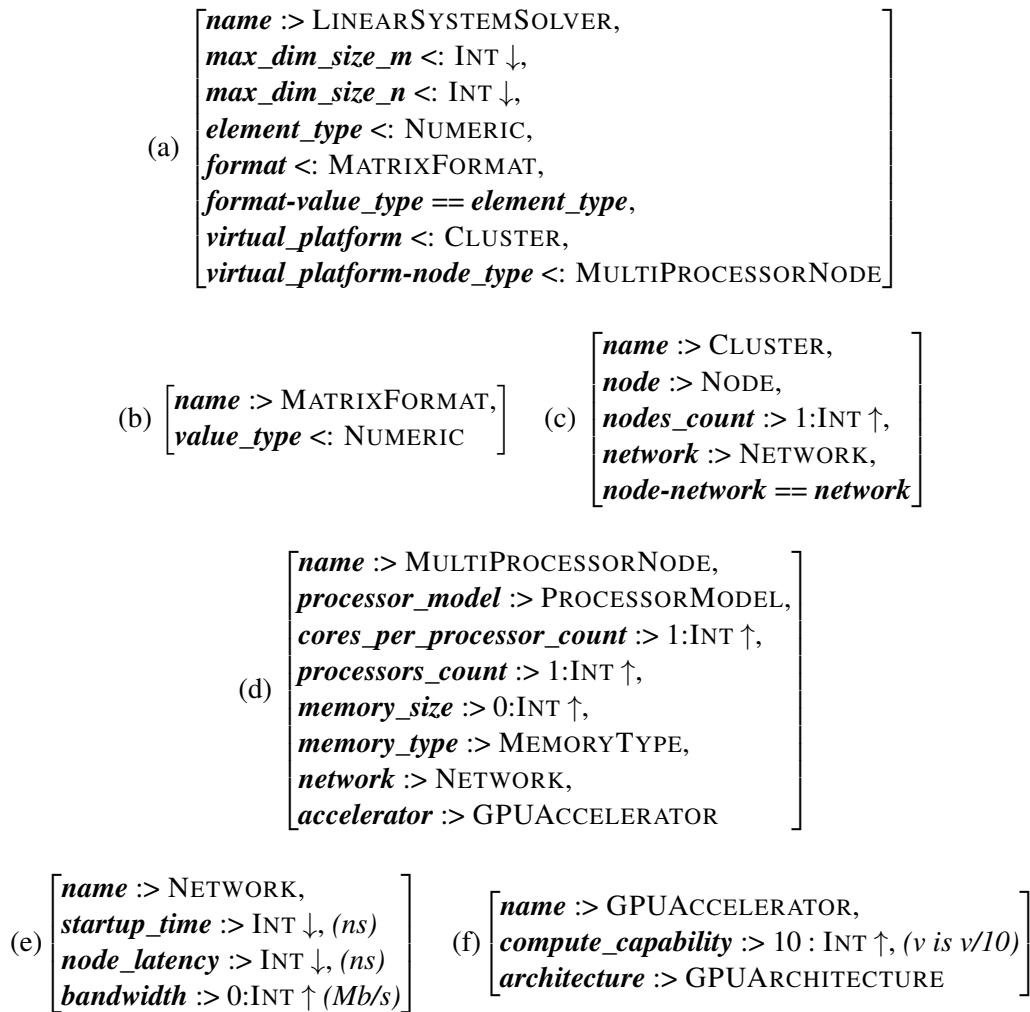 (a)
name :> LINEARSYSTEMSOLVER,
max_dim_size_m <: INT ↓,
max_dim_size_n <: INT ↓,
element_type <: NUMERIC,
format <: MATRIXFORMAT,
format-value_type == element_type,
virtual_platform <: CLUSTER,
virtual_platform-node_type <: MULTIPROCESSORNODE
(b)
name :> MATRIXFORMAT,
value_type <: NUMERIC
(c)
name :> CLUSTER,
node :> NODE,
nodes_count :> 1:INT ↑,
network :> NETWORK,
node-network == network
(d)
name :> MULTIPROCESSORNODE,
processor_model :> PROCESSORMODEL,
cores_per_processor_count :> 1:INT ↑,
processors_count :> 1:INT ↑,
memory_size :> 0:INT ↑,
memory_type :> MEMORYTYPE,
network :> NETWORK,
accelerator :> GPUACCELERATOR
(e)
name :> NETWORK,
startup_time :> INT ↓, (ns)
node_latency :> INT ↓, (ns)
bandwidth :> 0:INT ↑ (Mb/s)
(f)
name :> GPUACCELERATOR,
compute_capability :> 10 : INT ↑, (v is v/10)
architecture :> GPUARCHITECTURE